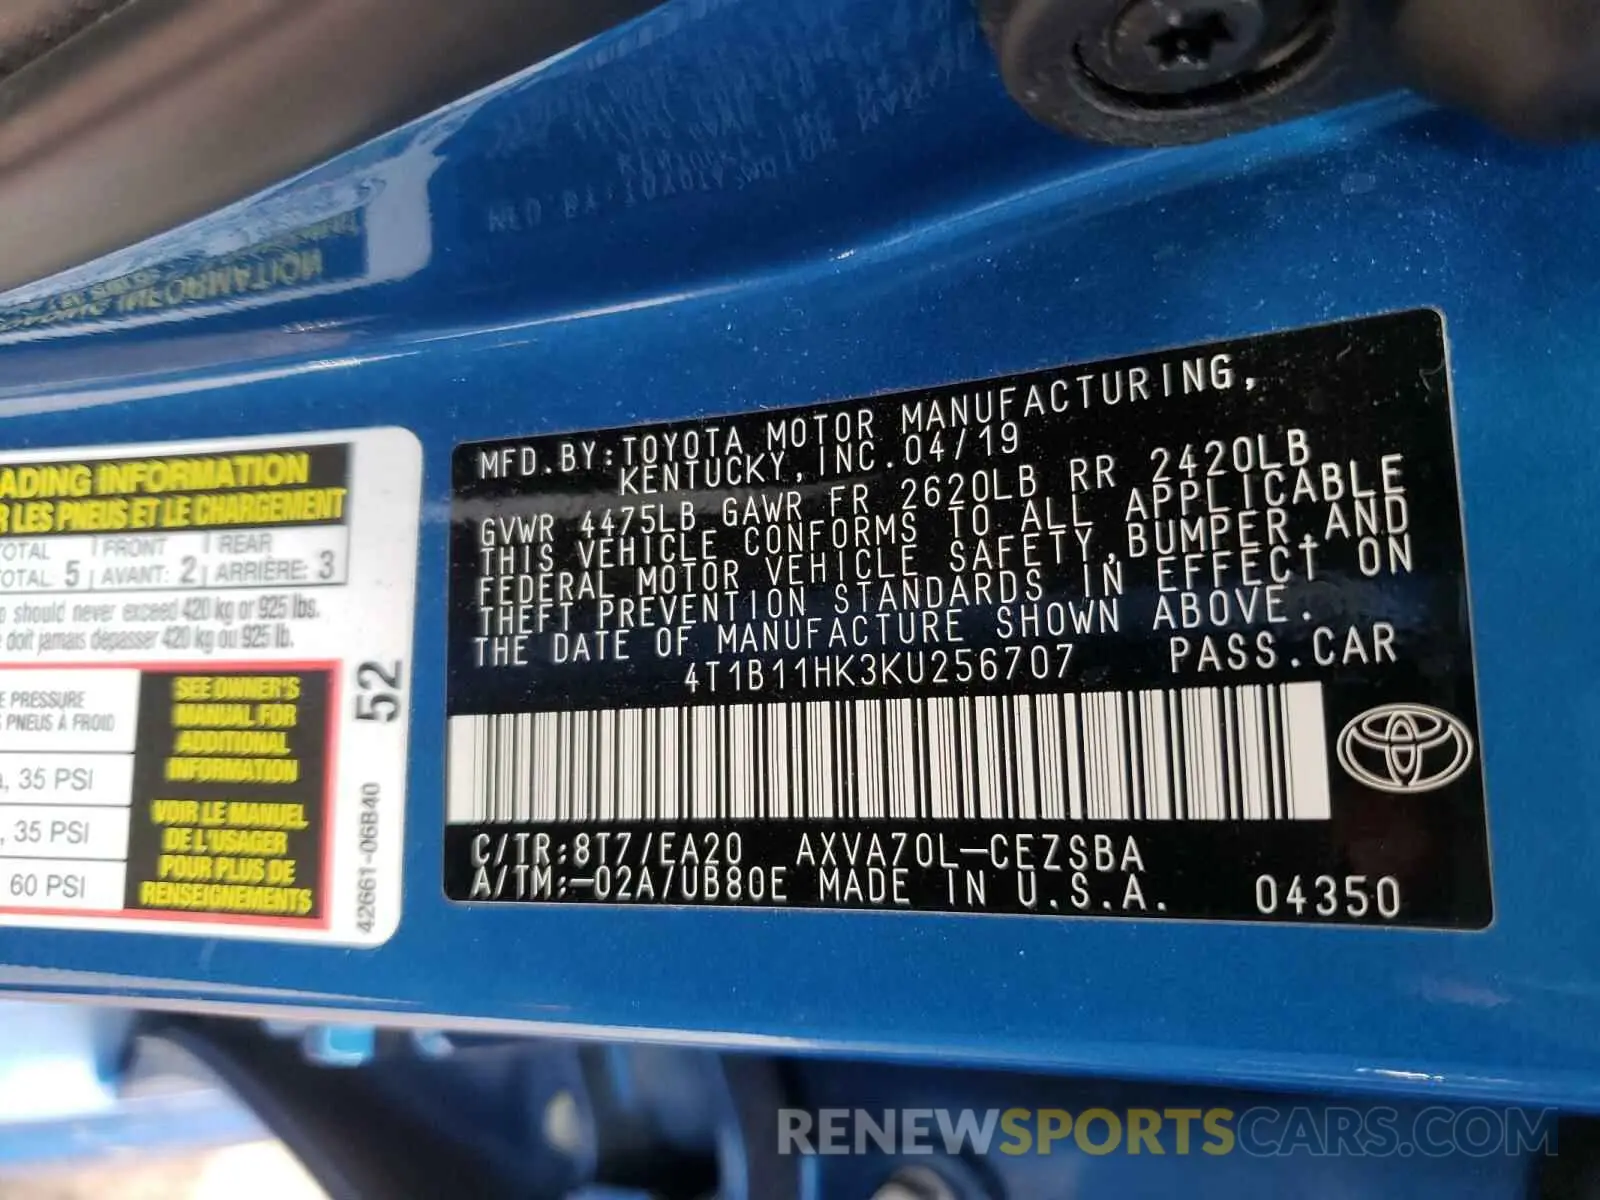 ADING INFORMATION
R LES PNEUS ET LE CHARGEMENT
TOTAL FRONT REAR
TOTAL 5 AVANT: 2 ARRIÈRE: 3
should never exceed 420 kg or 925 lbs.
doit jamais dépasser 420 kg ou 925 lb.
E PRESSURE
PNEUS À FROID
, 35 PSI
, 35 PSI
60 PSI
SEE OWNER'S
MANUAL FOR
ADDITIONAL
INFORMATION
VOIR LE MANUEL
DE L'USAGER
POUR PLUS DE
RENSEIGNEMENTS
52
42661-06B40
MFD.BY:TOYOTA MOTOR MANUFACTURING,
KENTUCKY,INC.04/19
GVWR 4475LB GAWR FR 2620LB RR 2420LB
THIS VEHICLE CONFORMS TO ALL APPLICABLE
FEDERAL MOTOR VEHICLE SAFETY,BUMPER,AND
THEFT PREVENTION STANDARDS IN EFFECT ON
THE DATE OF MANUFACTURE SHOWN ABOVE.
4T1B11HK3KU256707 PASS.CAR
C/TR:8T7/EA20 AXVA70L-CEZSBA
A/TM:-02A/UB80E MADE IN U.S.A. 04350
RENEWSPORTSCARS.COM